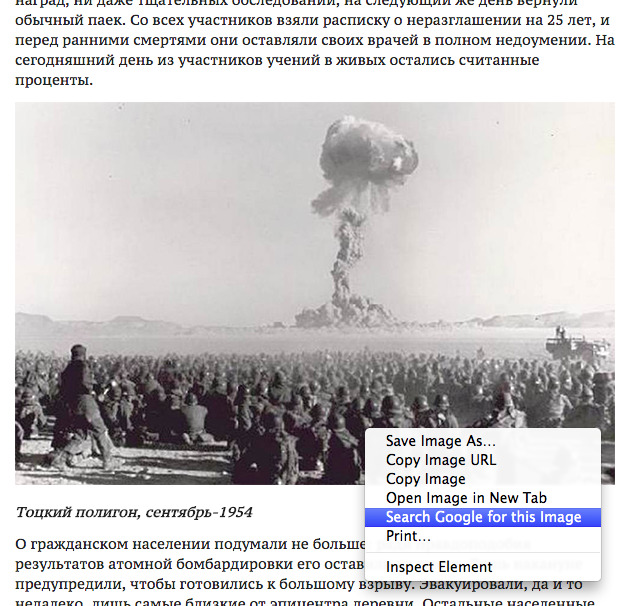 наград, ни даже тщательных обследований, на следующий же день вернули
обычный паек. Со всех участников взяли расписку о неразглашении на 25 лет, и
перед ранними смертями они оставляли своих врачей в полном недоумении. На
сегодняшний день из участников учений в живых остались считанные
проценты.
Save Image As...
Copy Image URL
Copy Image
Open Image in New Tab
Search Google for this Image
Print...
Inspect Element
Тоцкий полигон, сентябрь-1954
О гражданском населении подумали не больше
результатов атомной бомбардировки его остав
предупредили, чтобы готовились к большому взрыву. Эвакуировали, да и то
недалеко, лишь самые близкие от эпицентра деревни. Остальные населенные